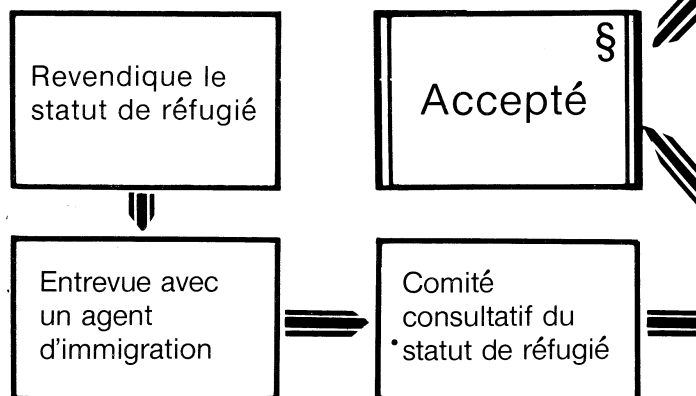 Revendique le
statut de réfugié
§
Accepté
Entrevue avec
un agent
d'immigration
Comité
consultatif du
statut de réfugié